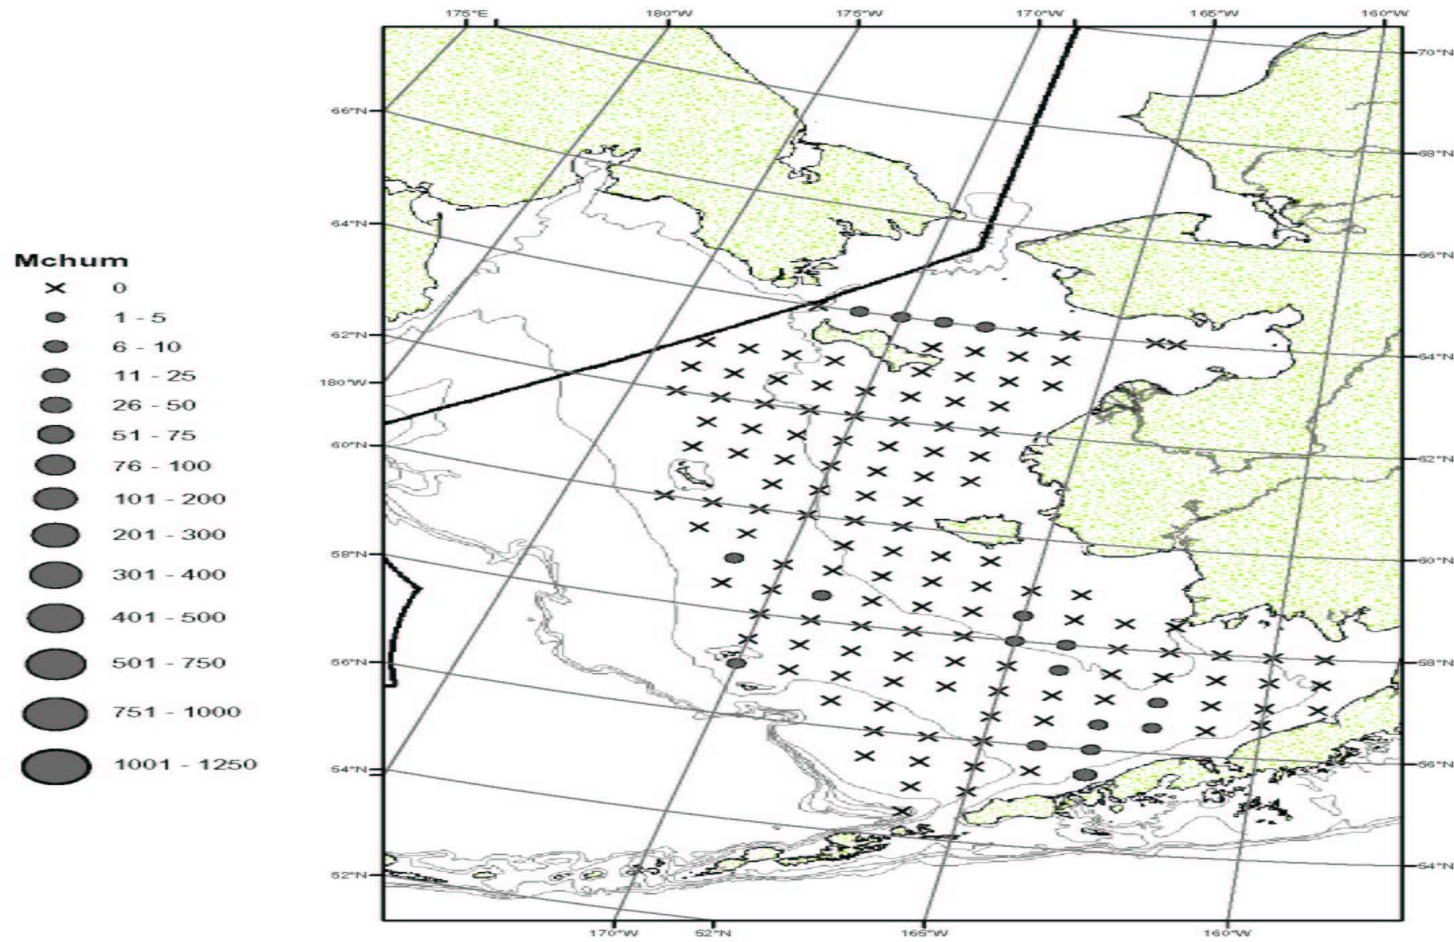 175°E 180°W 175°W 170°W 165°W 160°W
70°N
66°N
68°N
64°N
66°N
Mchum
0
1 - 5
6 - 10
11 - 25
26 - 50
51 - 75
76 - 100
101 - 200
201 - 300
301 - 400
401 - 500
501 - 750
751 - 1000
1001 - 1250
62°N
64°N
180°W
60°N
62°N
58°N
60°N
56°N
58°N
54°N
56°N
52°N
54°N
170°W 52°N 165°W 160°W